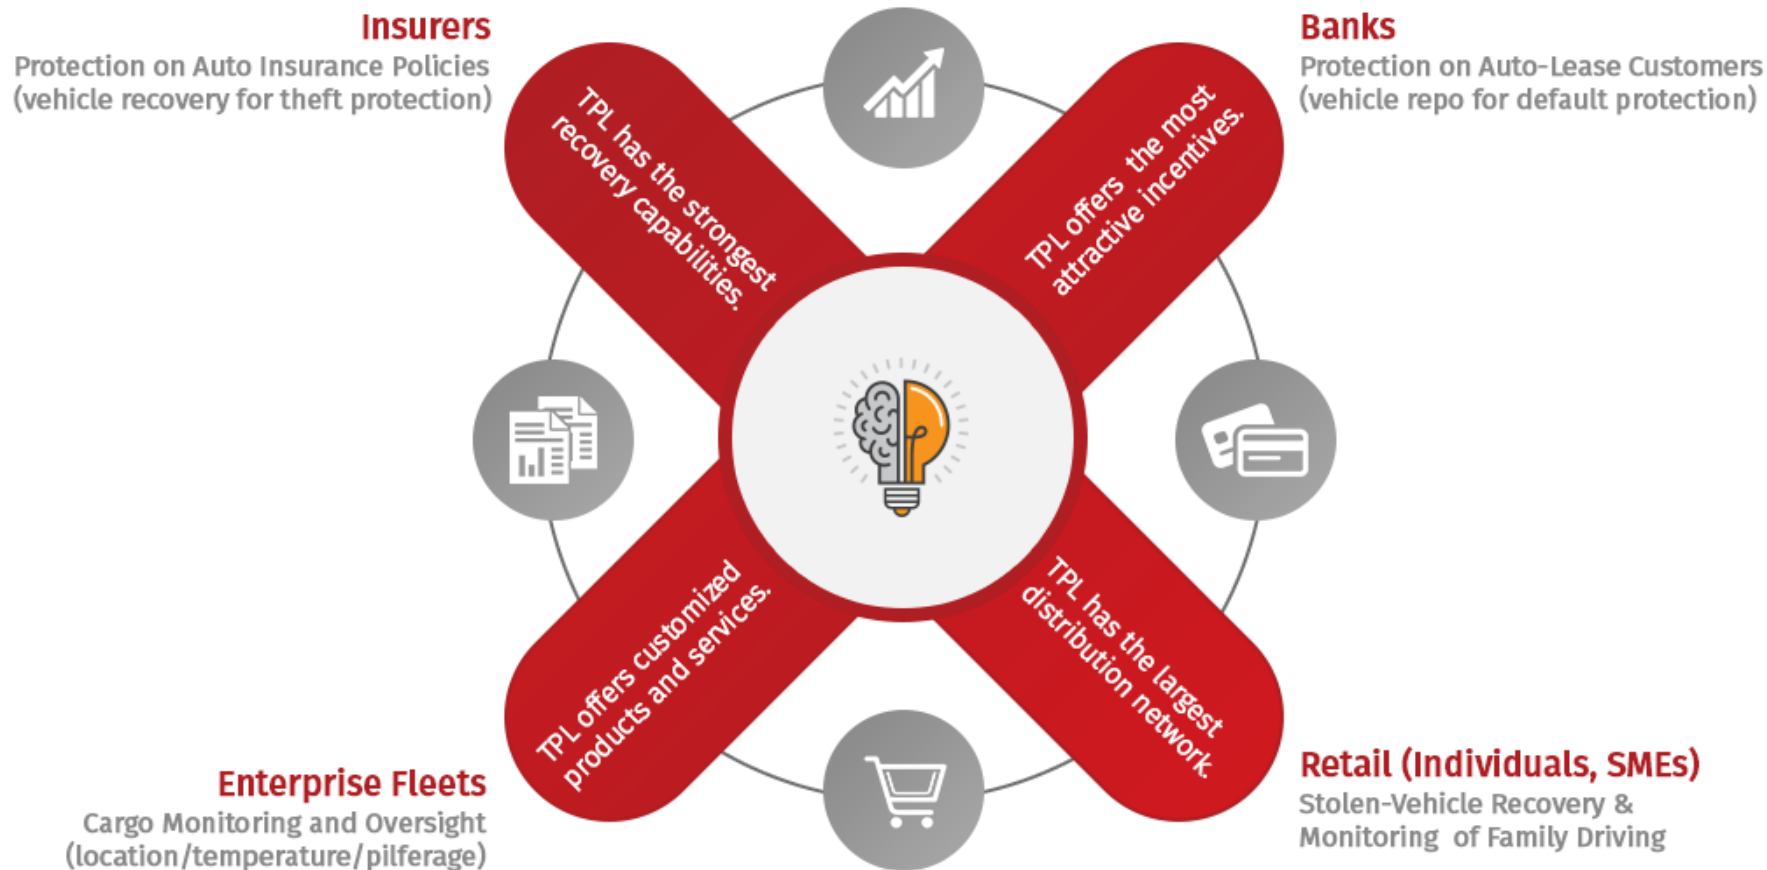 Insurers
Protection on Auto Insurance Policies
(vehicle recovery for theft protection)
TPL has the strongest
recovery capabilities.
Banks
Protection on Auto-Lease Customers
(vehicle repo for default protection)
TPL offers the most
attractive incentives.
Enterprise Fleets
Cargo Monitoring and Oversight
(location/temperature/pilferage)
TPL offers customized
products and services.
Retail (Individuals, SMEs)
Stolen-Vehicle Recovery &
Monitoring of Family Driving
TPL has the largest
distribution network.